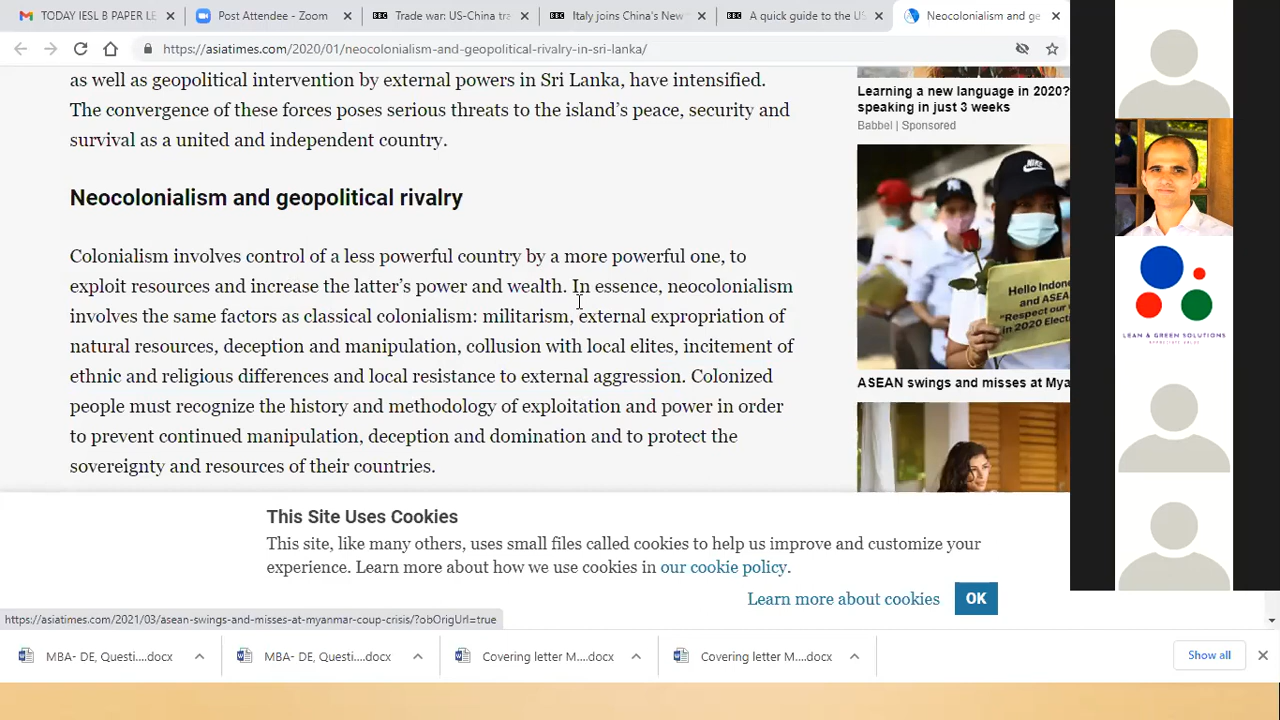 TODAY IESL B PAPER LE
Post Attendee - Zoom
Trade war: US-China tr
Italy joins China's New
A quick guide to the US
Neocolonialism and ge
https://asiatimes.com/2020/01/neocolonialism-and-geopolitical-rivalry-in-sri-lanka/
as well as geopolitical intervention by external powers in Sri Lanka, have intensified.
The convergence of these forces poses serious threats to the island's peace, security and
survival as a united and independent country.
Neocolonialism and geopolitical rivalry
Colonialism involves control of a less powerful country by a more powerful one, to
exploit resources and increase the latter's power and wealth. In essence, neocolonialism
involves the same factors as classical colonialism: militarism, external expropriation of
natural resources, deception and manipulation, collusion with local elites, incitement of
ethnic and religious differences and local resistance to external aggression. Colonized
people must recognize the history and methodology of exploitation and power in order
to prevent continued manipulation, deception and domination and to protect the
sovereignty and resources of their countries.
Learning a new language in 2020?
speaking in just 3 weeks
Babbel | Sponsored
Hello Indon
and ASEA
"Respect our
in 2020 Elect
ASEAN swings and misses at Mya
LEAN & GREEN SOLUTIONS
This Site Uses Cookies
This site, like many others, uses small files called cookies to help us improve and customize your
experience. Learn more about how we use cookies in our cookie policy.
Learn more about cookies
OK
https://asiatimes.com/2021/03/asean-swings-and-misses-at-myanmar-coup-crisis/?obOrigUrl=true
MBA- DE, Questi....docx
MBA- DE, Questi....docx
Covering letter M....docx
Covering letter M....docx
Show all